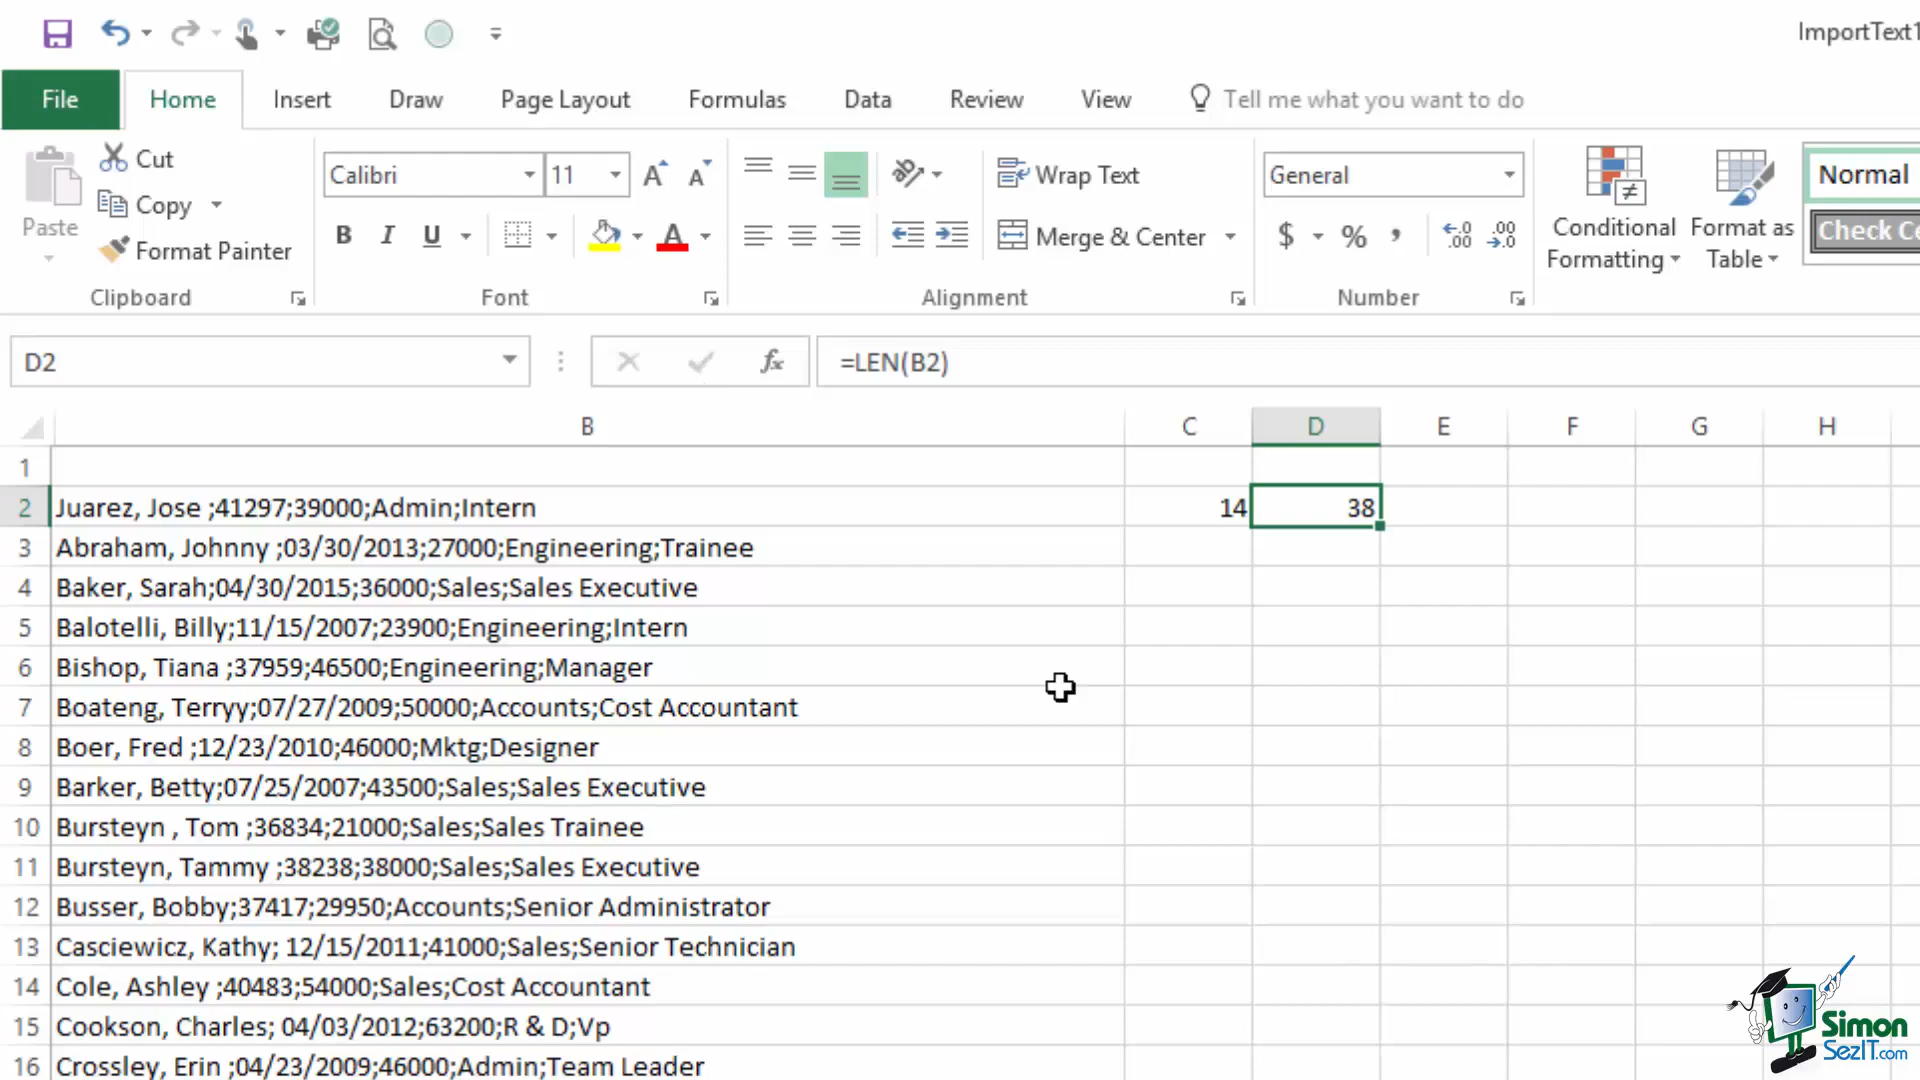 ImportText1
File Home Insert Draw Page Layout Formulas Data Review View Tell me what you want to do
Paste
Cut
Copy
Format Painter
Clipboard
Calibri 11
B I U A
Font
Wrap Text
Merge & Center
Alignment
General
$ % ,
Number
Conditional Formatting
Format as Table
Normal
Check Ce
D2 fx =LEN(B2)
B C D E F G H
1
2 Juarez, Jose ;41297;39000;Admin;Intern 14 38
3 Abraham, Johnny ;03/30/2013;27000;Engineering;Trainee
4 Baker, Sarah;04/30/2015;36000;Sales;Sales Executive
5 Balotelli, Billy;11/15/2007;23900;Engineering;Intern
6 Bishop, Tiana ;37959;46500;Engineering;Manager
7 Boateng, Terryy;07/27/2009;50000;Accounts;Cost Accountant
8 Boer, Fred ;12/23/2010;46000;Mktg;Designer
9 Barker, Betty;07/25/2007;43500;Sales;Sales Executive
10 Bursteyn , Tom ;36834;21000;Sales;Sales Trainee
11 Bursteyn, Tammy ;38238;38000;Sales;Sales Executive
12 Busser, Bobby;37417;29950;Accounts;Senior Administrator
13 Casciewicz, Kathy; 12/15/2011;41000;Sales;Senior Technician
14 Cole, Ashley ;40483;54000;Sales;Cost Accountant
15 Cookson, Charles; 04/03/2012;63200;R & D;Vp
16 Crossley, Erin ;04/23/2009;46000;Admin;Team Leader
Simon
SezIT.com